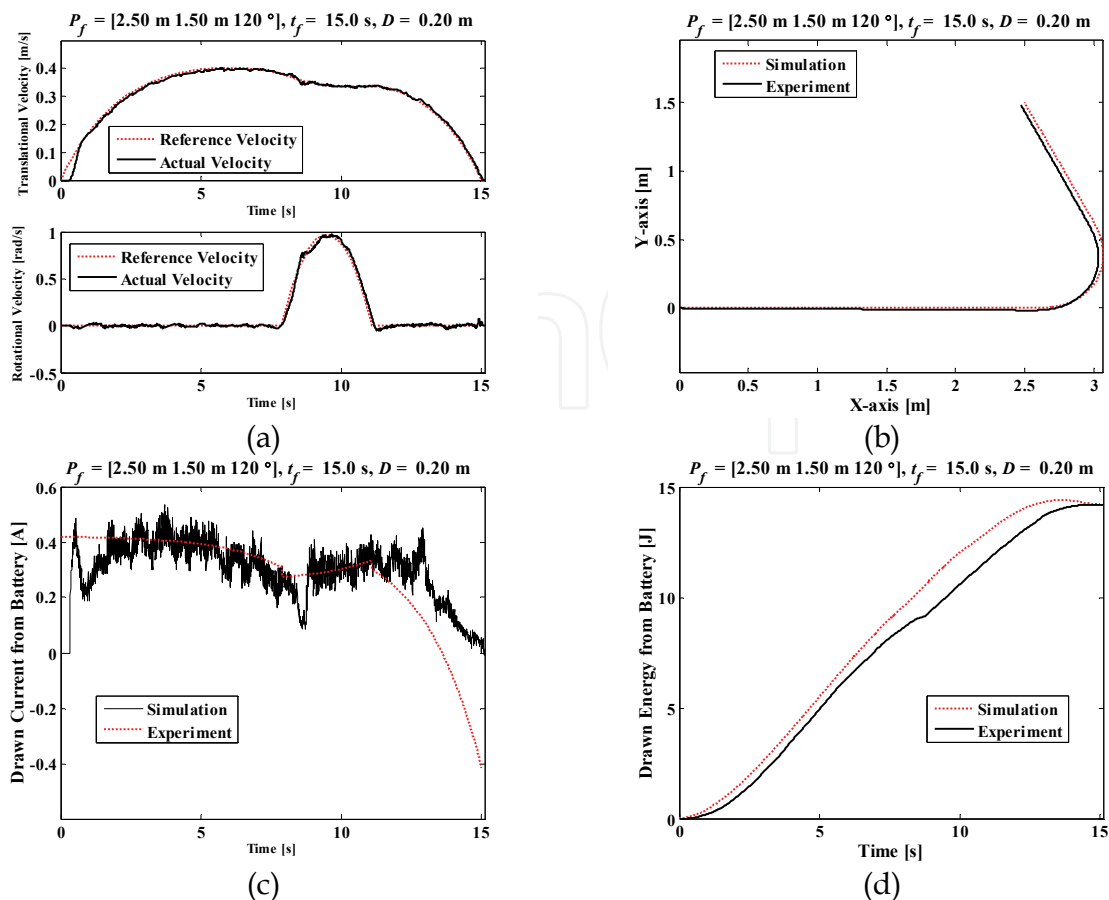 P_f = [2.50 m 1.50 m 120 °], t_f = 15.0 s, D = 0.20 m
Translational Velocity [m/s]
0.4
0.3
0.2
0.1
0
Reference Velocity
Actual Velocity
0 5 10 15
Time [s]
Rotational Velocity [rad/s]
1
0.5
0
-0.5
Reference Velocity
Actual Velocity
0 5 10 15
Time [s]
(a)
P_f = [2.50 m 1.50 m 120 °], t_f = 15.0 s, D = 0.20 m
Y-axis [m]
1.5
1
0.5
0
Simulation
Experiment
0 0.5 1 1.5 2 2.5 3
X-axis [m]
(b)
P_f = [2.50 m 1.50 m 120 °], t_f = 15.0 s, D = 0.20 m
Drawn Current from Battery [A]
0.6
0.4
0.2
0
-0.2
-0.4
Simulation
Experiment
0 5 10 15
Time [s]
(c)
P_f = [2.50 m 1.50 m 120 °], t_f = 15.0 s, D = 0.20 m
Drawn Energy from Battery [J]
15
10
5
0
Simulation
Experiment
0 5 10 15
Time [s]
(d)